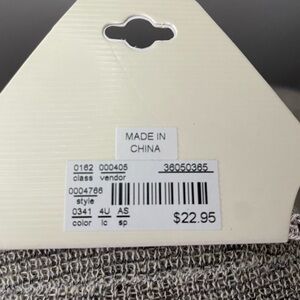 MADE IN
CHINA
0162 000405 36050365
class vendor
0004766
style
0341 4U AS
color lc sp
$22.95